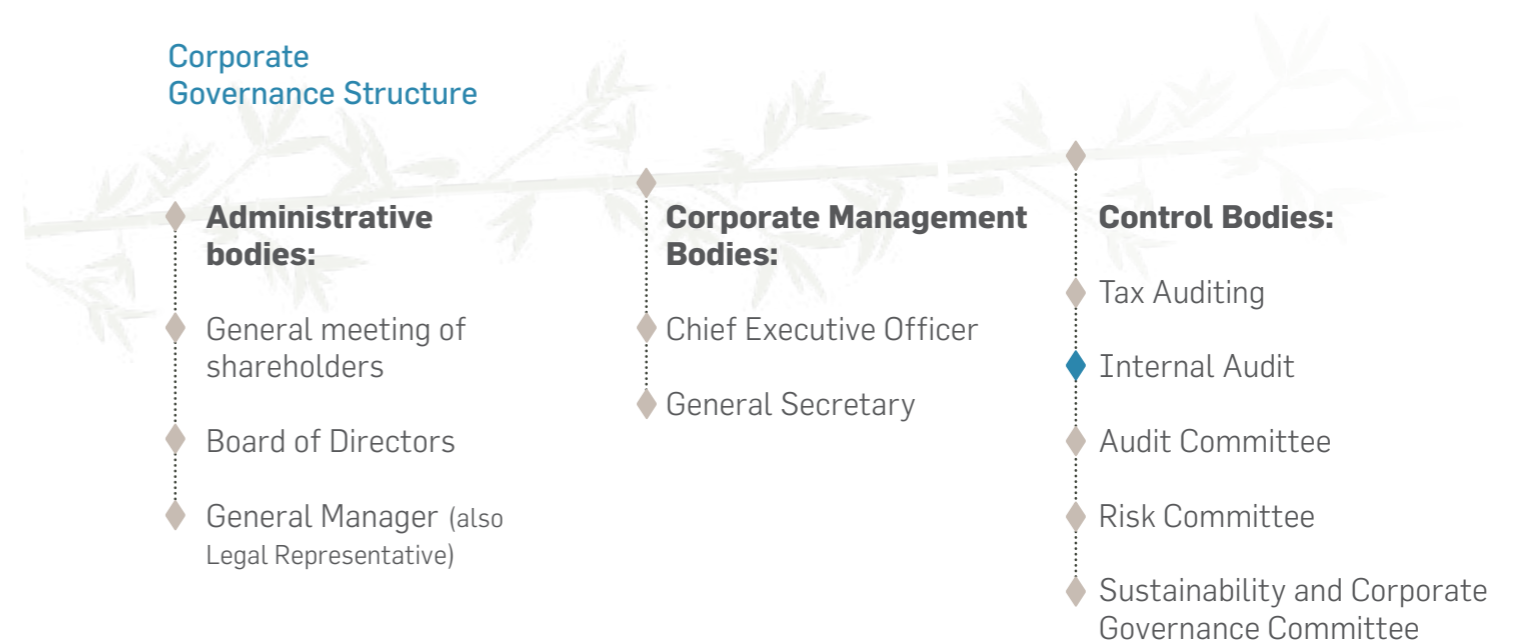 Corporate
Governance Structure
Administrative
bodies:
General meeting of
shareholders
Board of Directors
General Manager (also
Legal Representative)
Corporate Management
Bodies:
Chief Executive Officer
General Secretary
Control Bodies:
Tax Auditing
Internal Audit
Audit Committee
Risk Committee
Sustainability and Corporate
Governance Committee